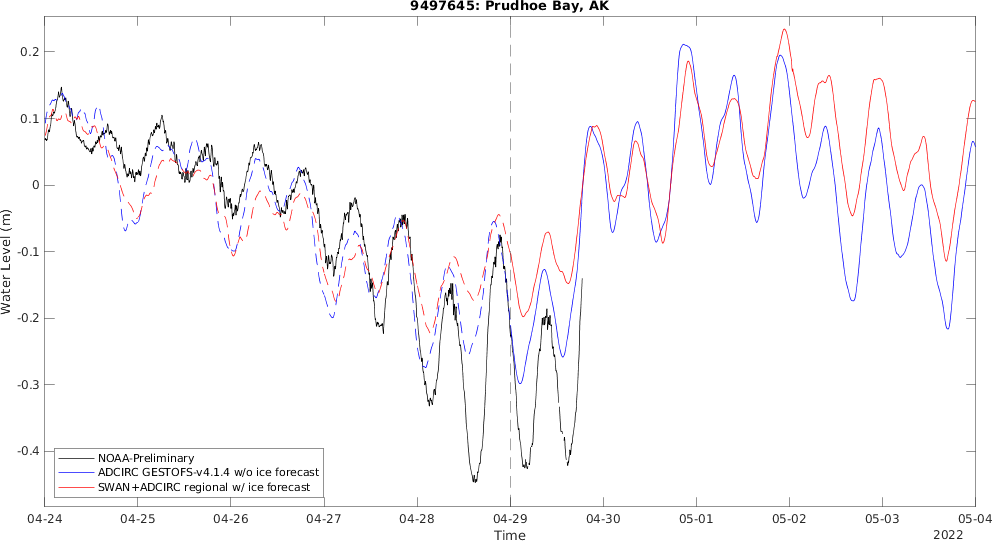 9497645: Prudhoe Bay, AK
Water Level (m)
0.2
0.1
0
-0.1
-0.2
-0.3
-0.4
NOAA-Preliminary
ADCIRC GESTOFS-v4.1.4 w/o ice forecast
SWAN+ADCIRC regional w/ ice forecast
04-24 04-25 04-26 04-27 04-28 04-29 04-30 05-01 05-02 05-03 05-04
Time
2022